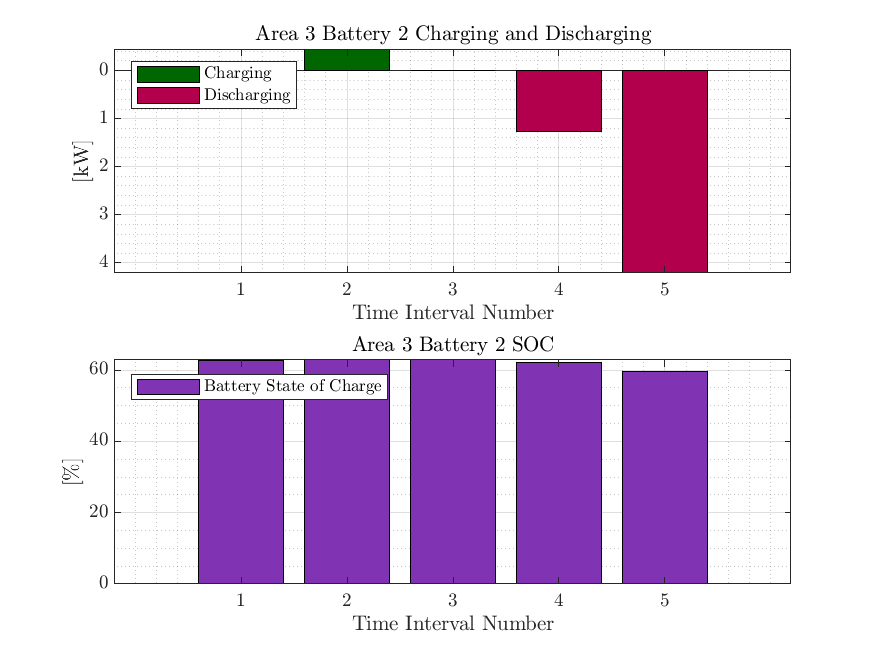 Area 3 Battery 2 Charging and Discharging
0
1
2
3
4
[kW]
Charging
Discharging
1 2 3 4 5
Time Interval Number
Area 3 Battery 2 SOC
60
40
20
0
[%]
Battery State of Charge
1 2 3 4 5
Time Interval Number